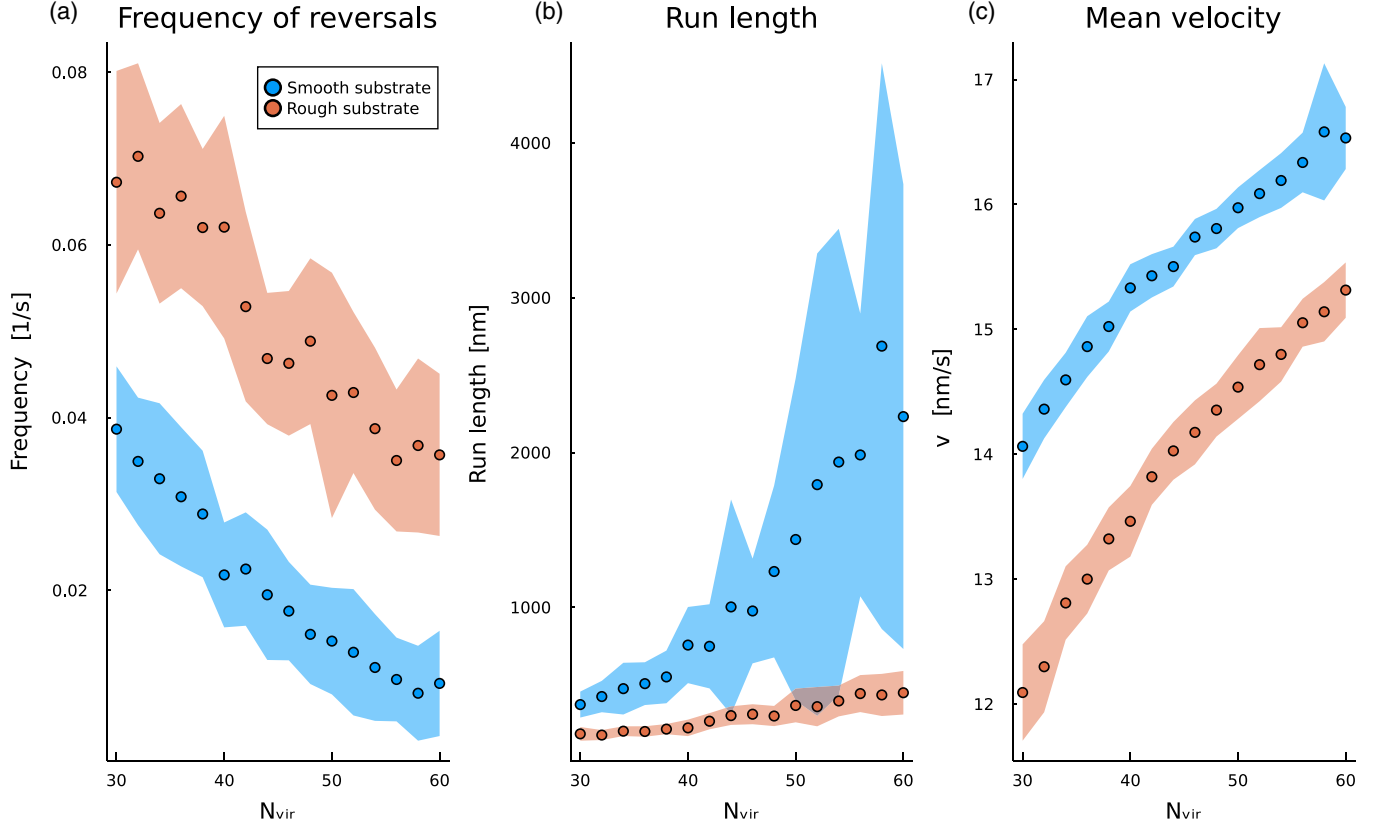 (a) Frequency of reversals
0.08
0.06
0.04
0.02
Frequency [1/s]
Smooth substrate
Rough substrate
30 40 50 60
Nvir
(b) Run length
4000
3000
2000
1000
Run length [nm]
30 40 50 60
Nvir
(c) Mean velocity
17
16
15
14
13
12
v [nm/s]
30 40 50 60
Nvir